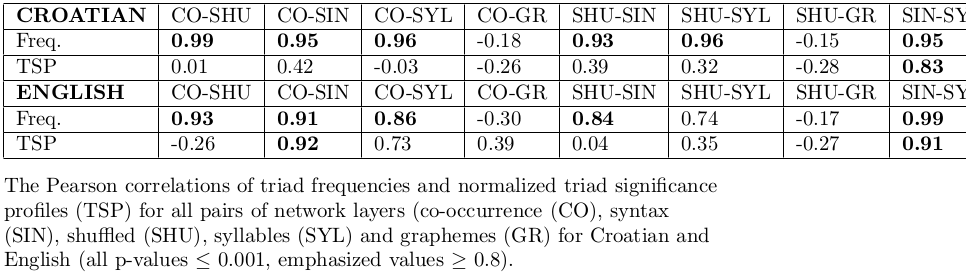 CROATIAN CO-SHU CO-SIN CO-SYL CO-GR SHU-SIN SHU-SYL SHU-GR SIN-SY
Freq. 0.99 0.95 0.96 -0.18 0.93 0.96 -0.15 0.95
TSP 0.01 0.42 -0.03 -0.26 0.39 0.32 -0.28 0.83
ENGLISH CO-SHU CO-SIN CO-SYL CO-GR SHU-SIN SHU-SYL SHU-GR SIN-SY
Freq. 0.93 0.91 0.86 -0.30 0.84 0.74 -0.17 0.99
TSP -0.26 0.92 0.73 0.39 0.04 0.35 -0.27 0.91
The Pearson correlations of triad frequencies and normalized triad significance
profiles (TSP) for all pairs of network layers (co-occurrence (CO), syntax
(SIN), shuffled (SHU), syllables (SYL) and graphemes (GR) for Croatian and
English (all p-values ≤ 0.001, emphasized values ≥ 0.8).